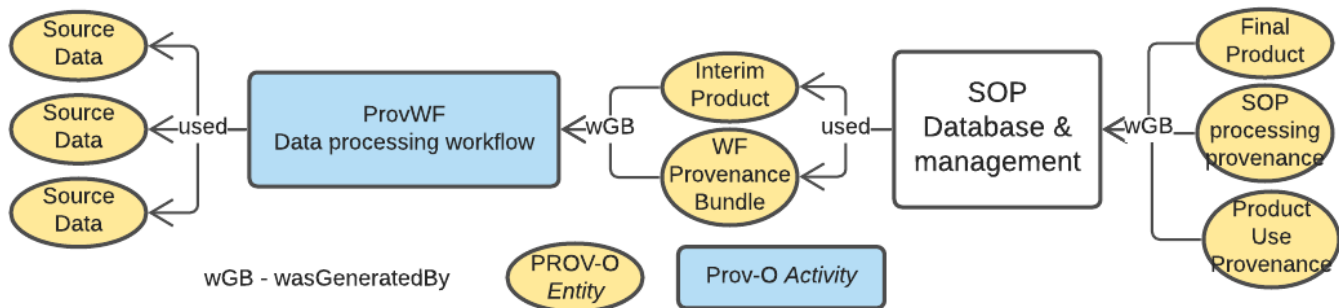 Source
Data
Source
Data
Source
Data
used
ProvWF
Data processing workflow
wGB
Interim
Product
WF
Provenance
Bundle
used
SOP
Database &
management
wGB
Final
Product
SOP
processing
provenance
Product
Use
Provenance
wGB - wasGeneratedBy
PROV-O
Entity
Prov-O Activity